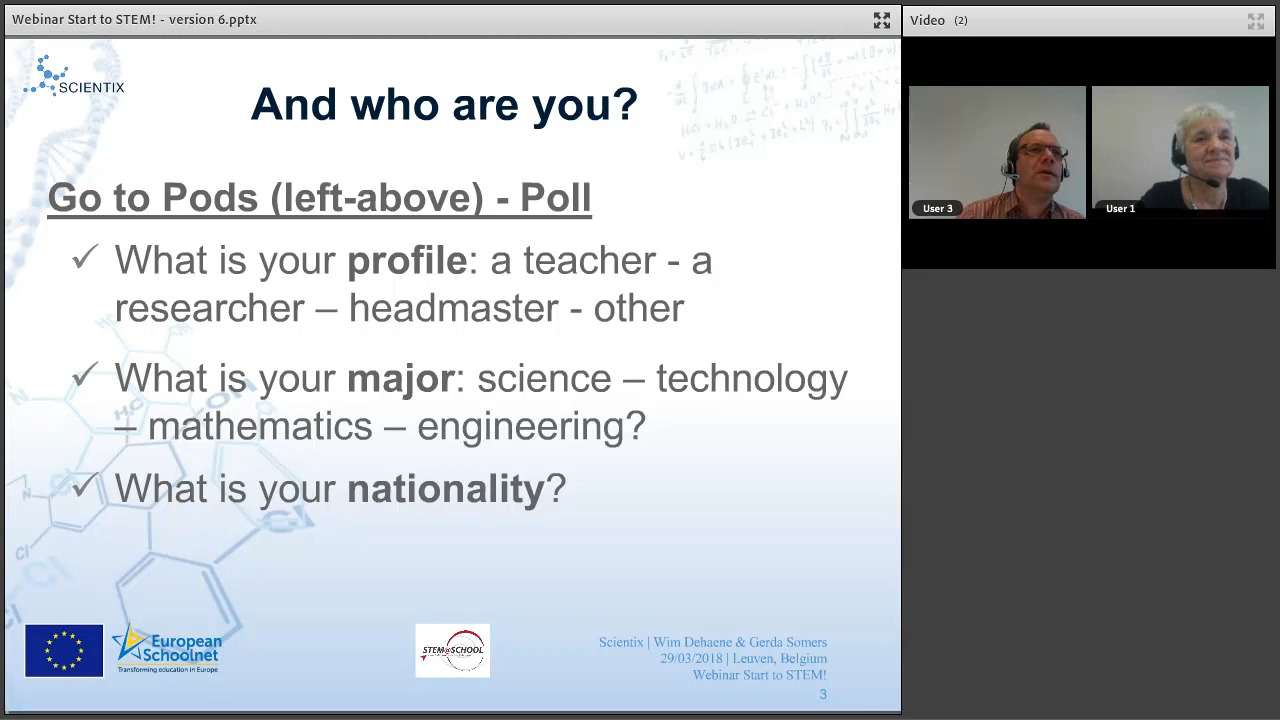 Webinar Start to STEM! - version 6.pptx
Video (2)
SCIENTIX
And who are you?
Go to Pods (left-above) - Poll
✓ What is your profile: a teacher - a
researcher – headmaster - other
✓ What is your major: science – technology
– mathematics – engineering?
✓ What is your nationality?
User 3
User 1
European
Schoolnet
Transforming education in Europe
STEM@SCHOOL
Scientix | Wim Dehaene & Gerda Somers
29/03/2018 | Leuven, Belgium
Webinar Start to STEM!
3